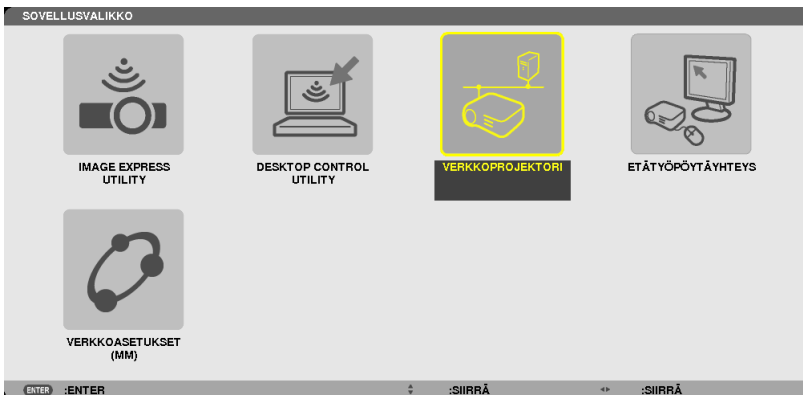 SOVELLUSVALIKKO
IMAGE EXPRESS
UTILITY
DESKTOP CONTROL
UTILITY
VERKKOPROJEKTORI
ETÄTYÖPÖYTÄYHTEYS
VERKKOASETUKSET
(MM)
ENTER :ENTER :SIIRRÄ :SIIRRÄ